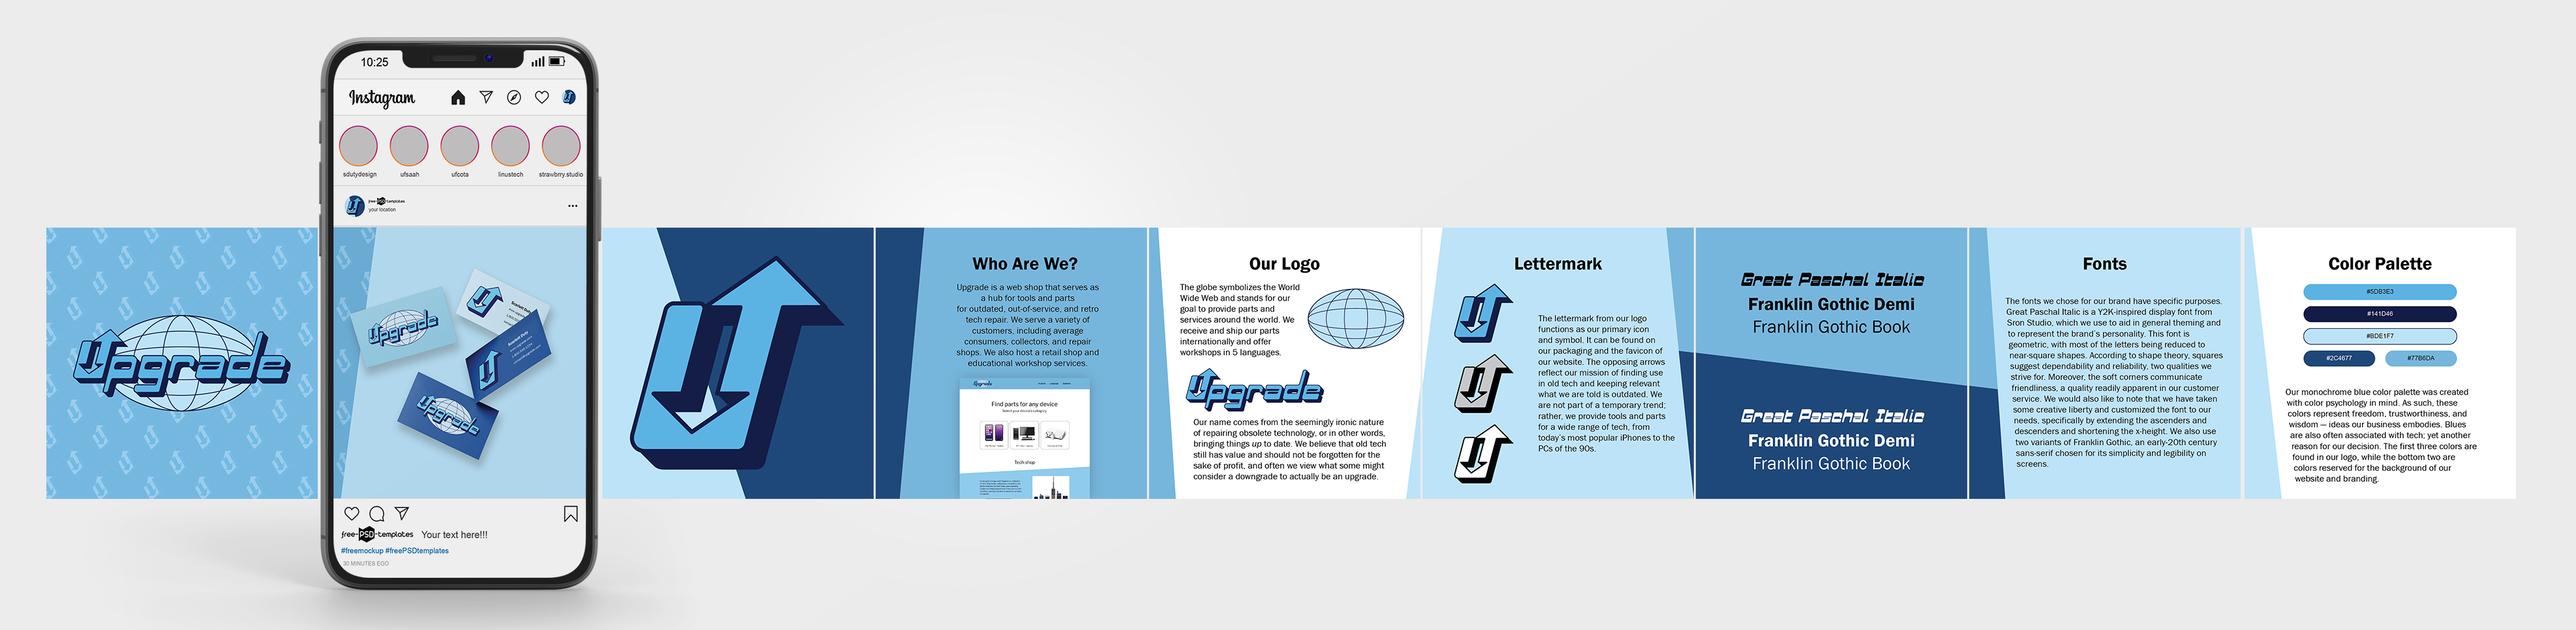 Upgrade
10:25
Instagram
sdutydesign
ufsaah
ufcota
linustech
strawbrry.studio
free-PSD-templates
your location
Upgrade
Upgrade
free-PSD-templates Your text here!!!
#freemockup #freePSDtemplates
30 MINUTES EGO
Who Are We?
Upgrade is a web shop that serves as
a hub for tools and parts
for outdated, out-of-service, and retro
tech repair. We serve a variety of
customers, including average
consumers, collectors, and repair
shops. We also host a retail shop and
educational workshop services.
Upgrade
Find parts for any device
Tech shop
Our Logo
The globe symbolizes the World
Wide Web and stands for our
goal to provide parts and
services around the world. We
receive and ship our parts
internationally and offer
workshops in 5 languages.
Upgrade
Our name comes from the seemingly ironic nature
of repairing obsolete technology, or in other words,
bringing things up to date. We believe that old tech
still has value and should not be forgotten for the
sake of profit, and often we view what some might
consider a downgrade to actually be an upgrade.
Lettermark
The lettermark from our logo
functions as our primary icon
and symbol. It can be found on
our packaging and the favicon of
our website. The opposing arrows
reflect our mission of finding use
in old tech and keeping relevant
what we are told is outdated. We
are not part of a temporary trend;
rather, we provide tools and parts
for a wide range of tech, from
today's most popular iPhones to the
PCs of the 90s.
Great Paschal Italic
Franklin Gothic Demi
Franklin Gothic Book
Great Paschal Italic
Franklin Gothic Demi
Franklin Gothic Book
Fonts
The fonts we chose for our brand have specific purposes.
Great Paschal Italic is a Y2K-inspired display font from
Sron Studio, which we use to aid in general theming and
to represent the brand's personality. This font is
geometric, with most of the letters being reduced to
near-square shapes. According to shape theory, squares
suggest dependability and reliability, two qualities we
strive for. Moreover, the soft corners communicate
friendliness, a quality readily apparent in our customer
service. We would also like to note that we have taken
some creative liberty and customized the font to our
needs, specifically by extending the ascenders and
descenders and shortening the x-height. We also use
two variants of Franklin Gothic, an early-20th century
sans-serif chosen for its simplicity and legibility on
screens.
Color Palette
#5DB3E3
#141D46
#BDE1F7
#2C4677
#77B6DA
Our monochrome blue color palette was created
with color psychology in mind. As such, these
colors represent freedom, trustworthiness, and
wisdom — ideas our business embodies. Blues
are also often associated with tech; yet another
reason for our decision. The first three colors are
found in our logo, while the bottom two are
colors reserved for the background of our
website and branding.